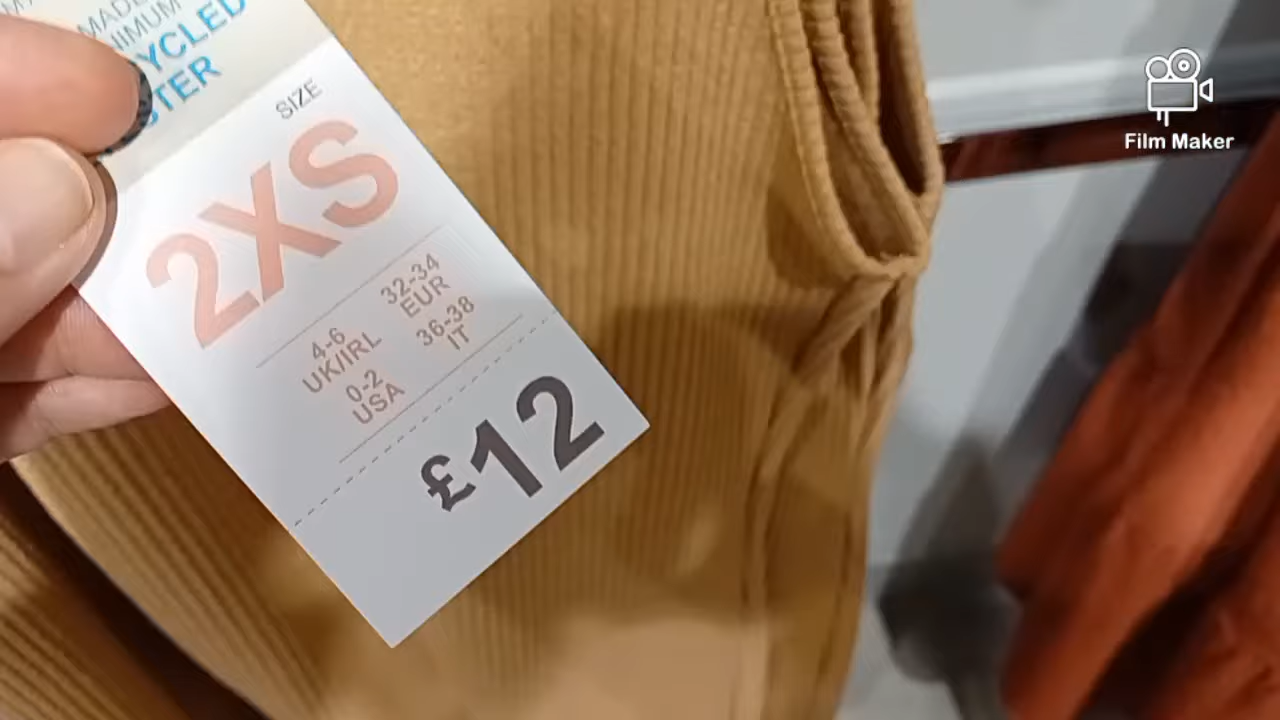 MADE
YCLED
SIZE
2XS
4-6
UK/IRL
32-34
EUR
0-2
USA
36-38
IT
£12
Film Maker